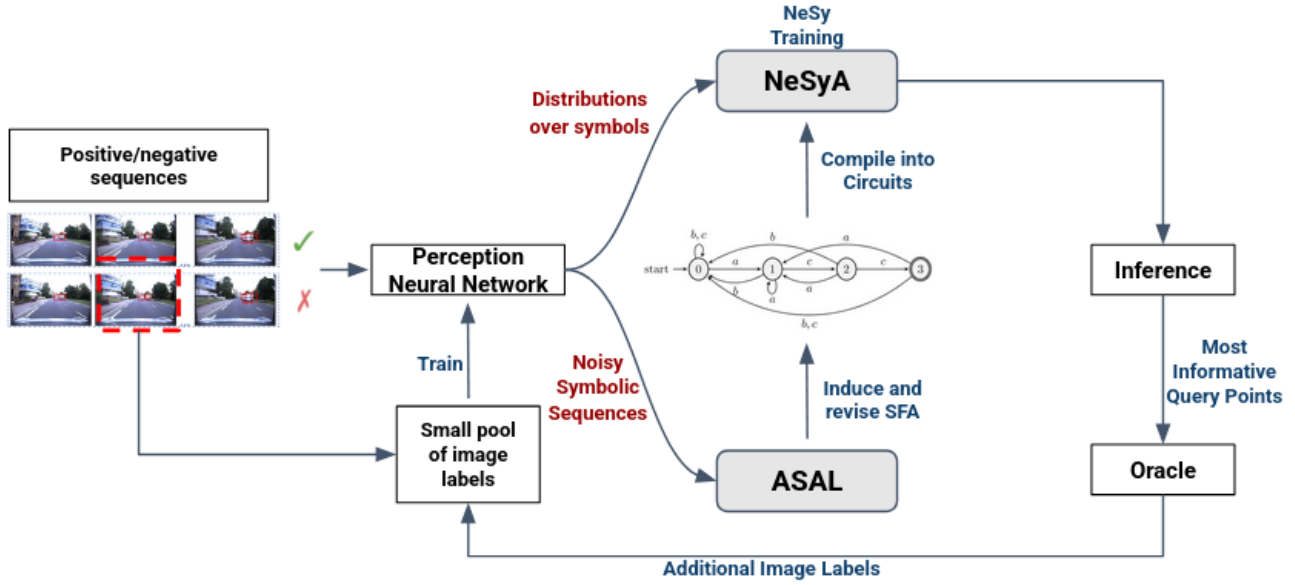 NeSy
Training
NeSyA
Distributions
over symbols
Positive/negative
sequences
Compile into
Circuits
Perception
Neural Network
b, c
b
a
start
0
a
1
c
2
c
3
b
a
a
b, c
Inference
Train
Noisy
Symbolic
Sequences
Induce and
revise SFA
Most
Informative
Query Points
Small pool
of image
labels
ASAL
Oracle
Additional Image Labels